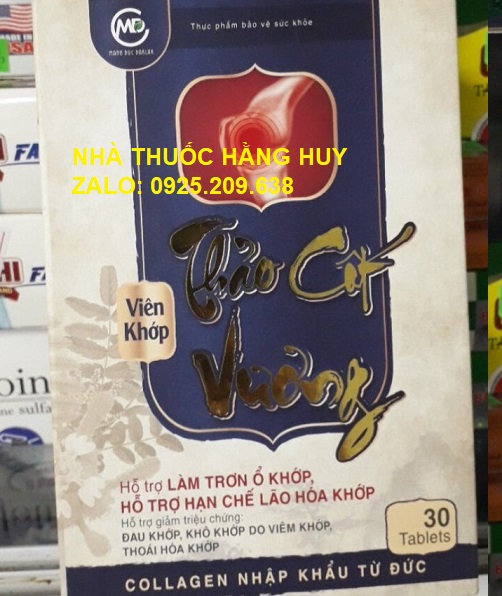 MD
Thực phẩm bảo vệ sức khỏe
NHÀ THUỐC HẰNG HUY
ZALO: 0925.209.638
Thảo Cốt
Viên
Khớp
Vương
Hỗ trợ LÀM TRƠN Ổ KHỚP,
HỖ TRỢ HẠN CHẾ LÃO HÓA KHỚP
Hỗ trợ giảm triệu chứng:
ĐAU KHỚP, KHÔ KHỚP DO VIÊM KHỚP,
THOÁI HÓA KHỚP
30
Tablets
COLLAGEN NHẬP KHẨU TỪ ĐỨC